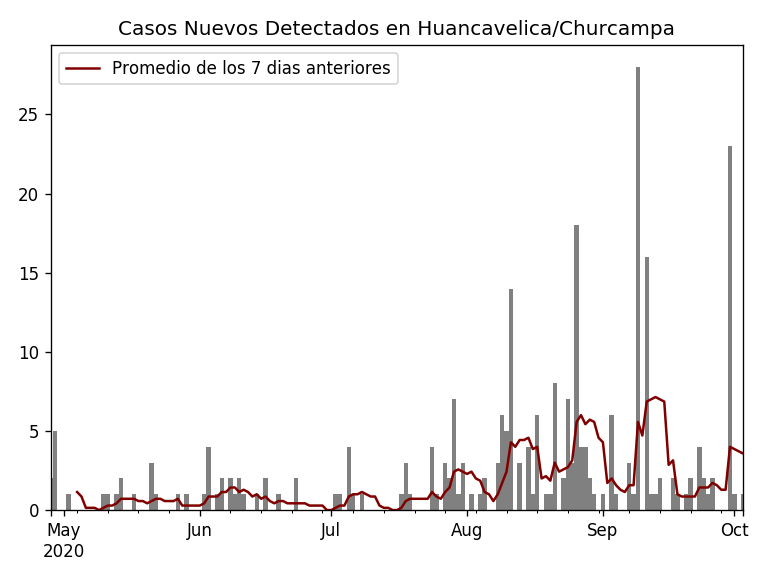 Casos Nuevos Detectados en Huancavelica/Churcampa
Promedio de los 7 dias anteriores
25
20
15
10
5
0
May Jun Jul Aug Sep Oct
2020